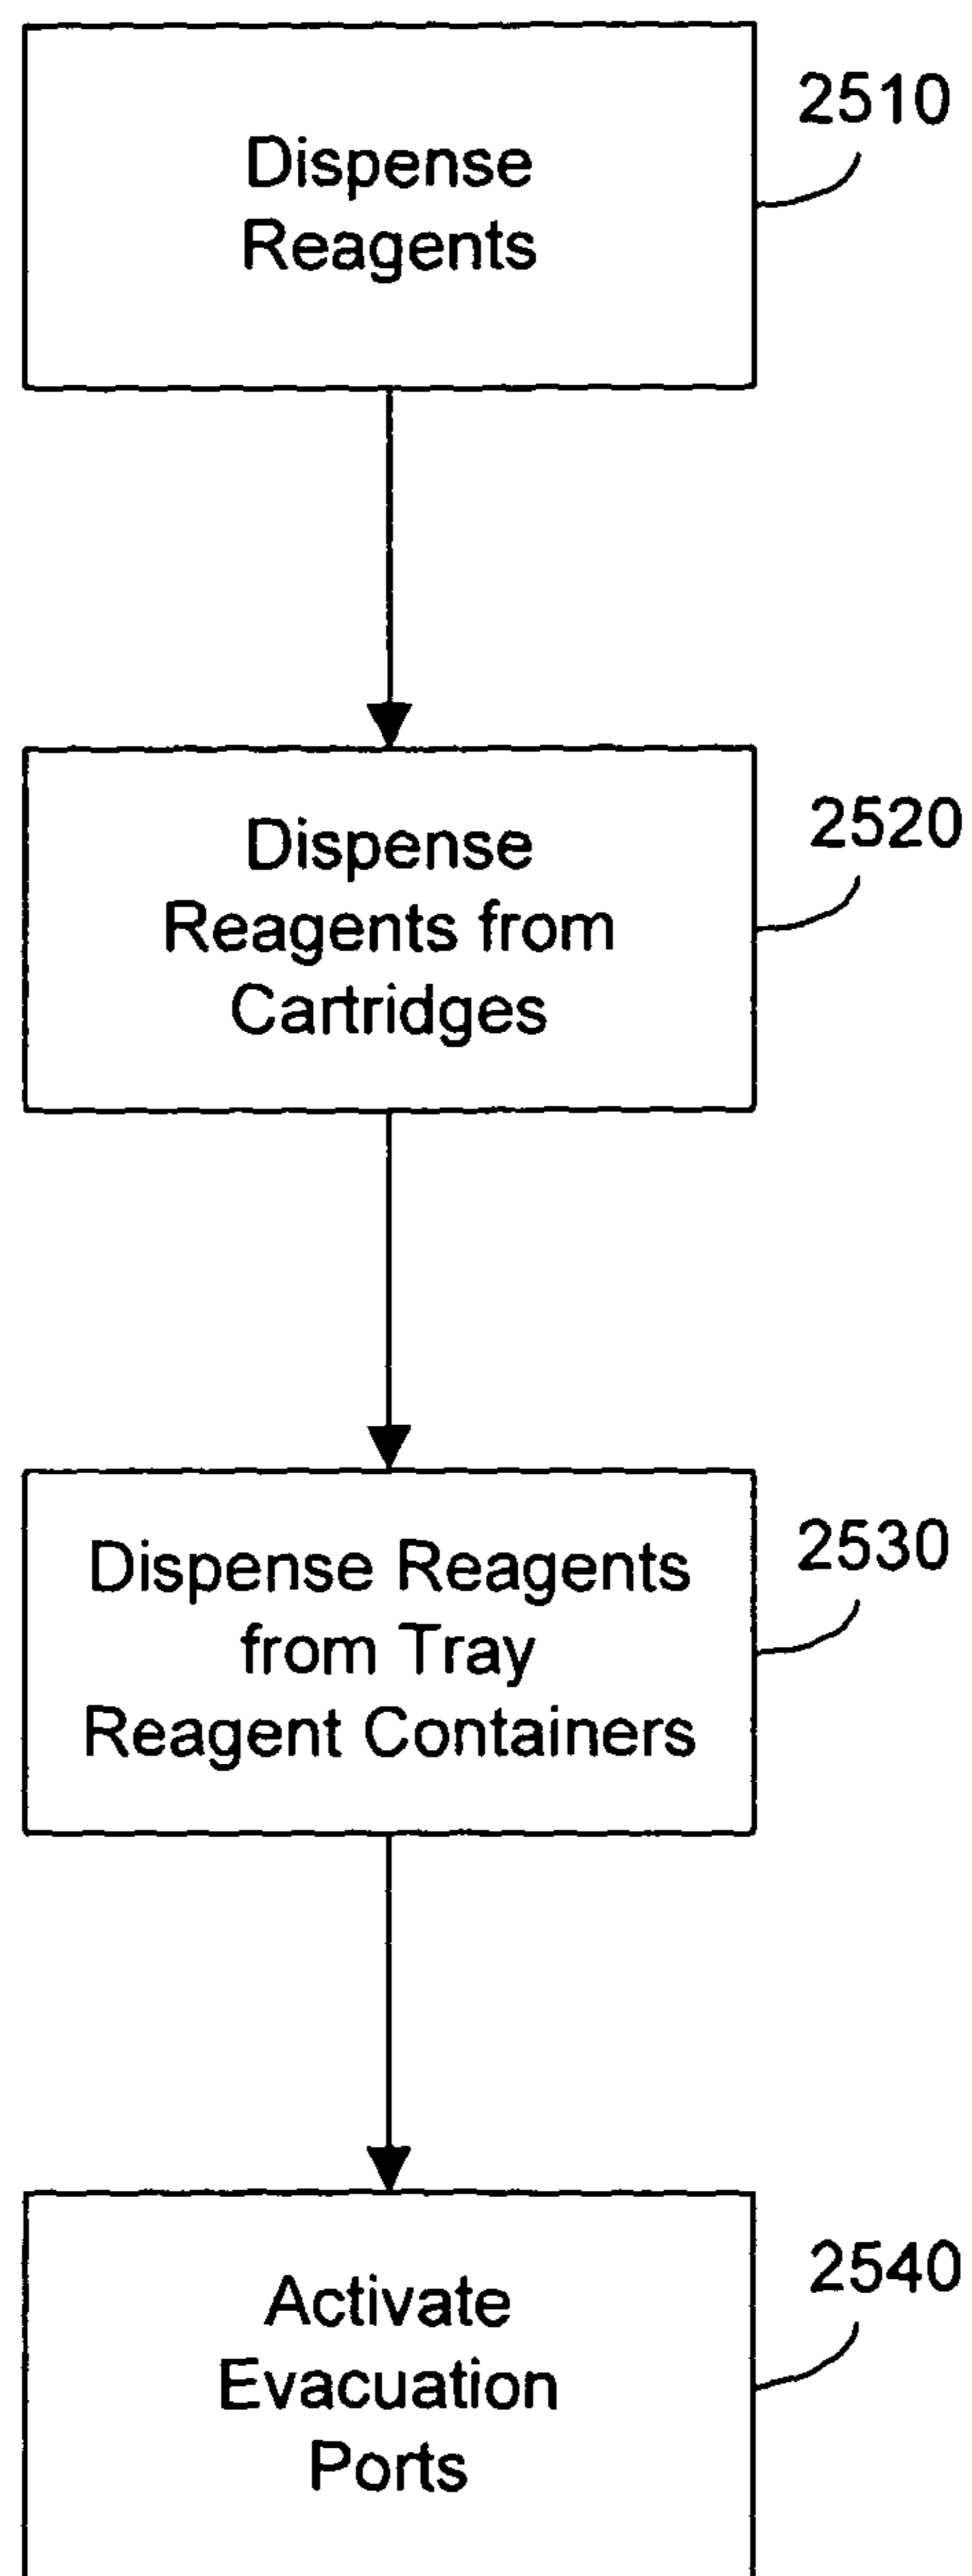 Dispense
Reagents
2510
Dispense
Reagents from
Cartridges
2520
Dispense Reagents
from Tray
Reagent Containers
2530
Activate
Evacuation
Ports
2540